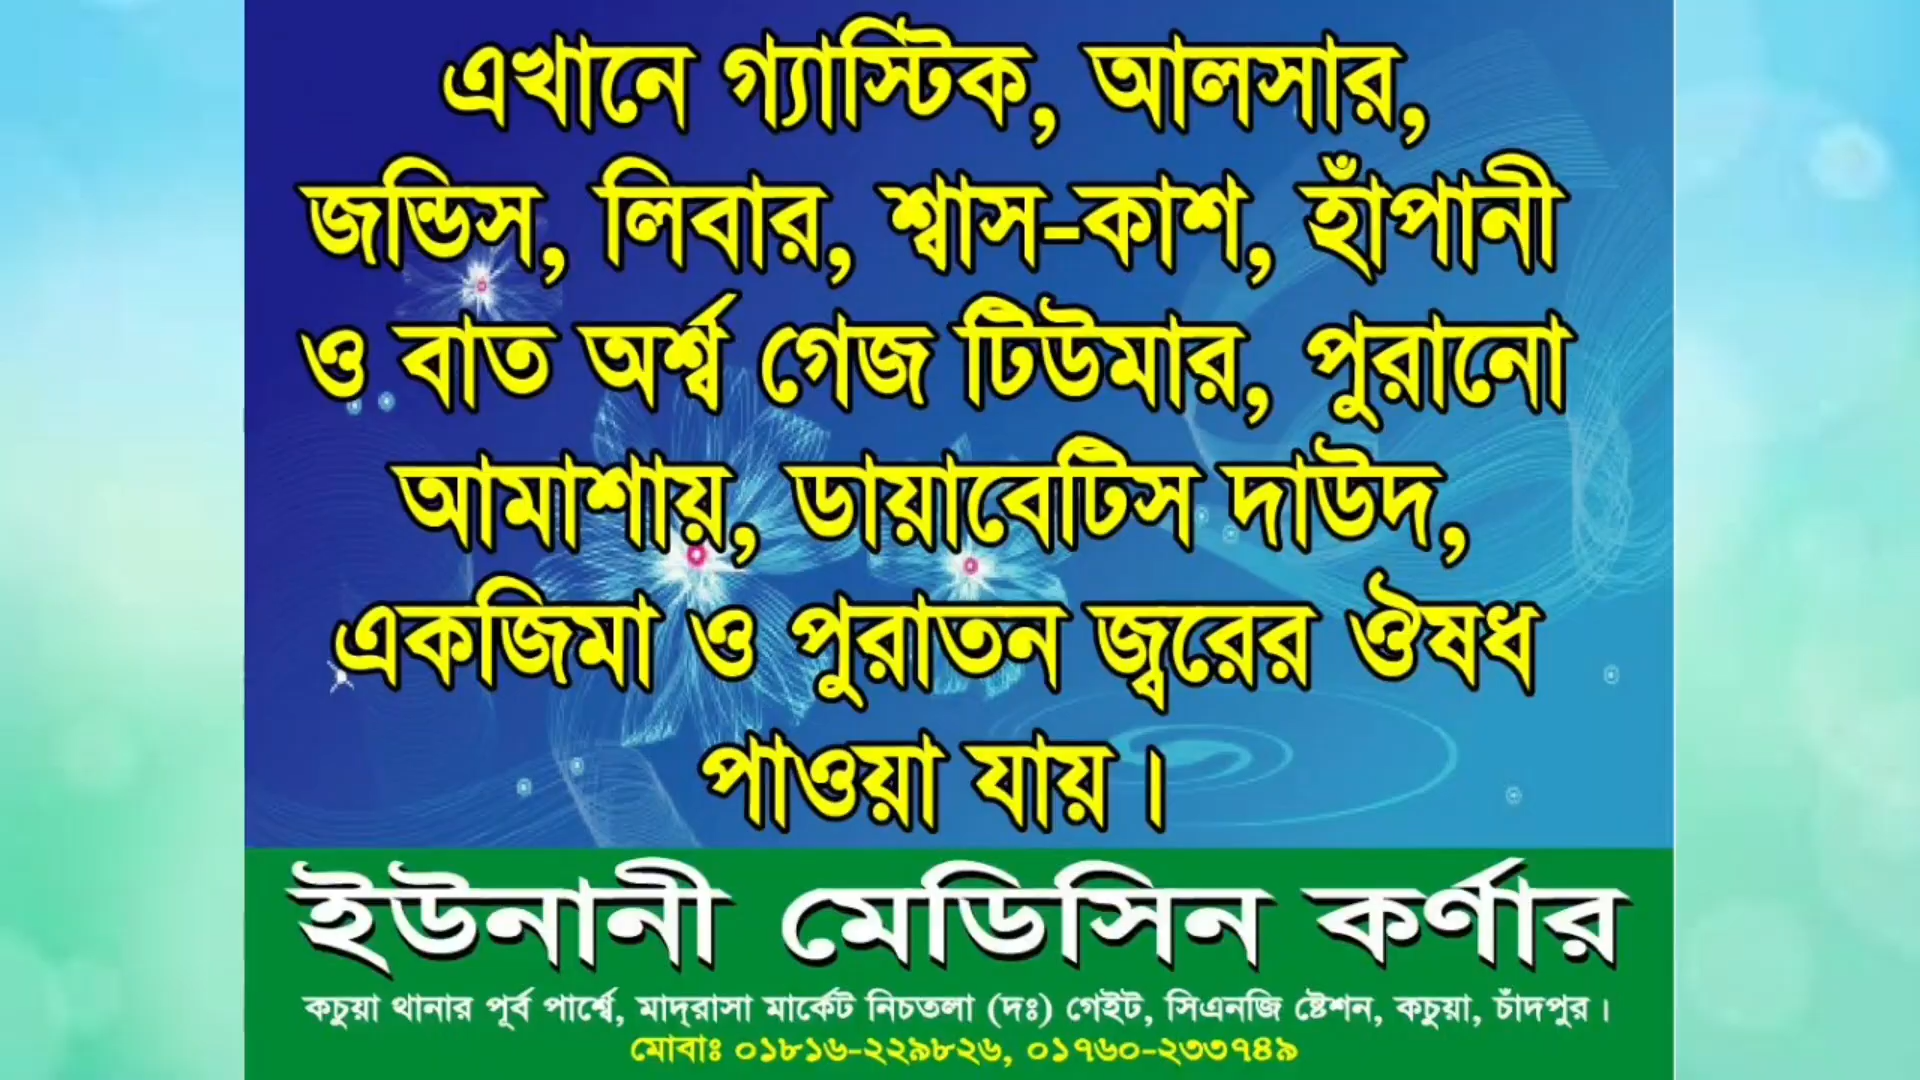 এখানে গ্যাস্টিক, আলসার,
জন্ডিস, লিবার, শ্বাস-কাশ, হাঁপানী
ও বাত অর্শ্ব গেজ টিউমার, পুরানো
আমাশায়, ডায়াবেটিস দাউদ,
একজিমা ও পুরাতন জ্বরের ঔষধ
পাওয়া যায়।
ইউনানী মেডিসিন কর্ণার
কচুয়া থানার পূর্ব পার্শ্বে, মাদ্রাসা মার্কেট নিচতলা (দঃ) গেইট, সিএনজি ষ্টেশন, কচুয়া, চাঁদপুর।
মোবাঃ ০১৮১৬-২২৯৮২৬, ০১৭৬০-২৩৩৭৪৯